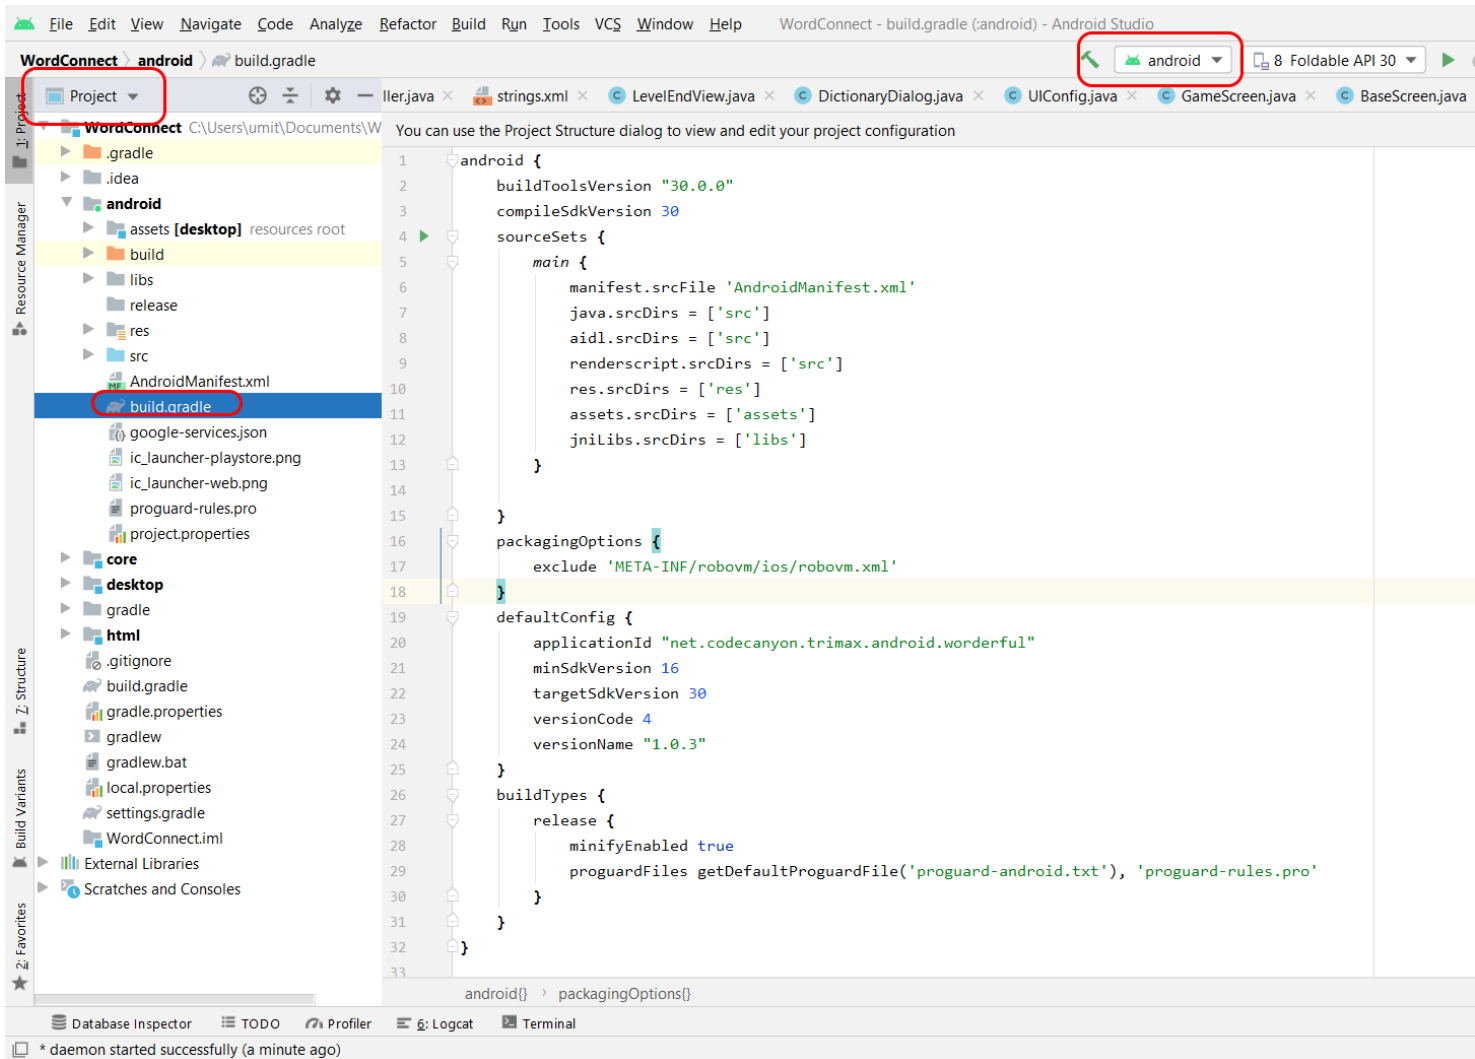 File Edit View Navigate Code Analyze Refactor Build Run Tools VCS Window Help WordConnect - build.gradle (:android) - Android Studio
WordConnect android build.gradle android 8 Foldable API 30
Project
ller.java strings.xml LevelEndView.java DictionaryDialog.java UIConfig.java GameScreen.java BaseScreen.java
1: Project
Resource Manager
7: Structure
Build Variants
2: Favorites
WordConnect C:\Users\umit\Documents\W
.gradle
.idea
android
assets [desktop] resources root
build
libs
release
res
src
AndroidManifest.xml
build.gradle
google-services.json
ic_launcher-playstore.png
ic_launcher-web.png
proguard-rules.pro
project.properties
core
desktop
gradle
html
.gitignore
build.gradle
gradle.properties
gradlew
gradlew.bat
local.properties
settings.gradle
WordConnect.iml
External Libraries
Scratches and Consoles
You can use the Project Structure dialog to view and edit your project configuration
1 android {
2 buildToolsVersion "30.0.0"
3 compileSdkVersion 30
4 sourceSets {
5 main {
6 manifest.srcFile 'AndroidManifest.xml'
7 java.srcDirs = ['src']
8 aidl.srcDirs = ['src']
9 renderscript.srcDirs = ['src']
10 res.srcDirs = ['res']
11 assets.srcDirs = ['assets']
12 jniLibs.srcDirs = ['libs']
13 }
14
15 }
16 packagingOptions {
17 exclude 'META-INF/robovm/ios/robovm.xml'
18 }
19 defaultConfig {
20 applicationId "net.codecanyon.trimax.android.worderful"
21 minSdkVersion 16
22 targetSdkVersion 30
23 versionCode 4
24 versionName "1.0.3"
25 }
26 buildTypes {
27 release {
28 minifyEnabled true
29 proguardFiles getDefaultProguardFile('proguard-android.txt'), 'proguard-rules.pro'
30 }
31 }
32 }
33
android{} › packagingOptions{}
Database Inspector TODO Profiler 6: Logcat Terminal
* daemon started successfully (a minute ago)